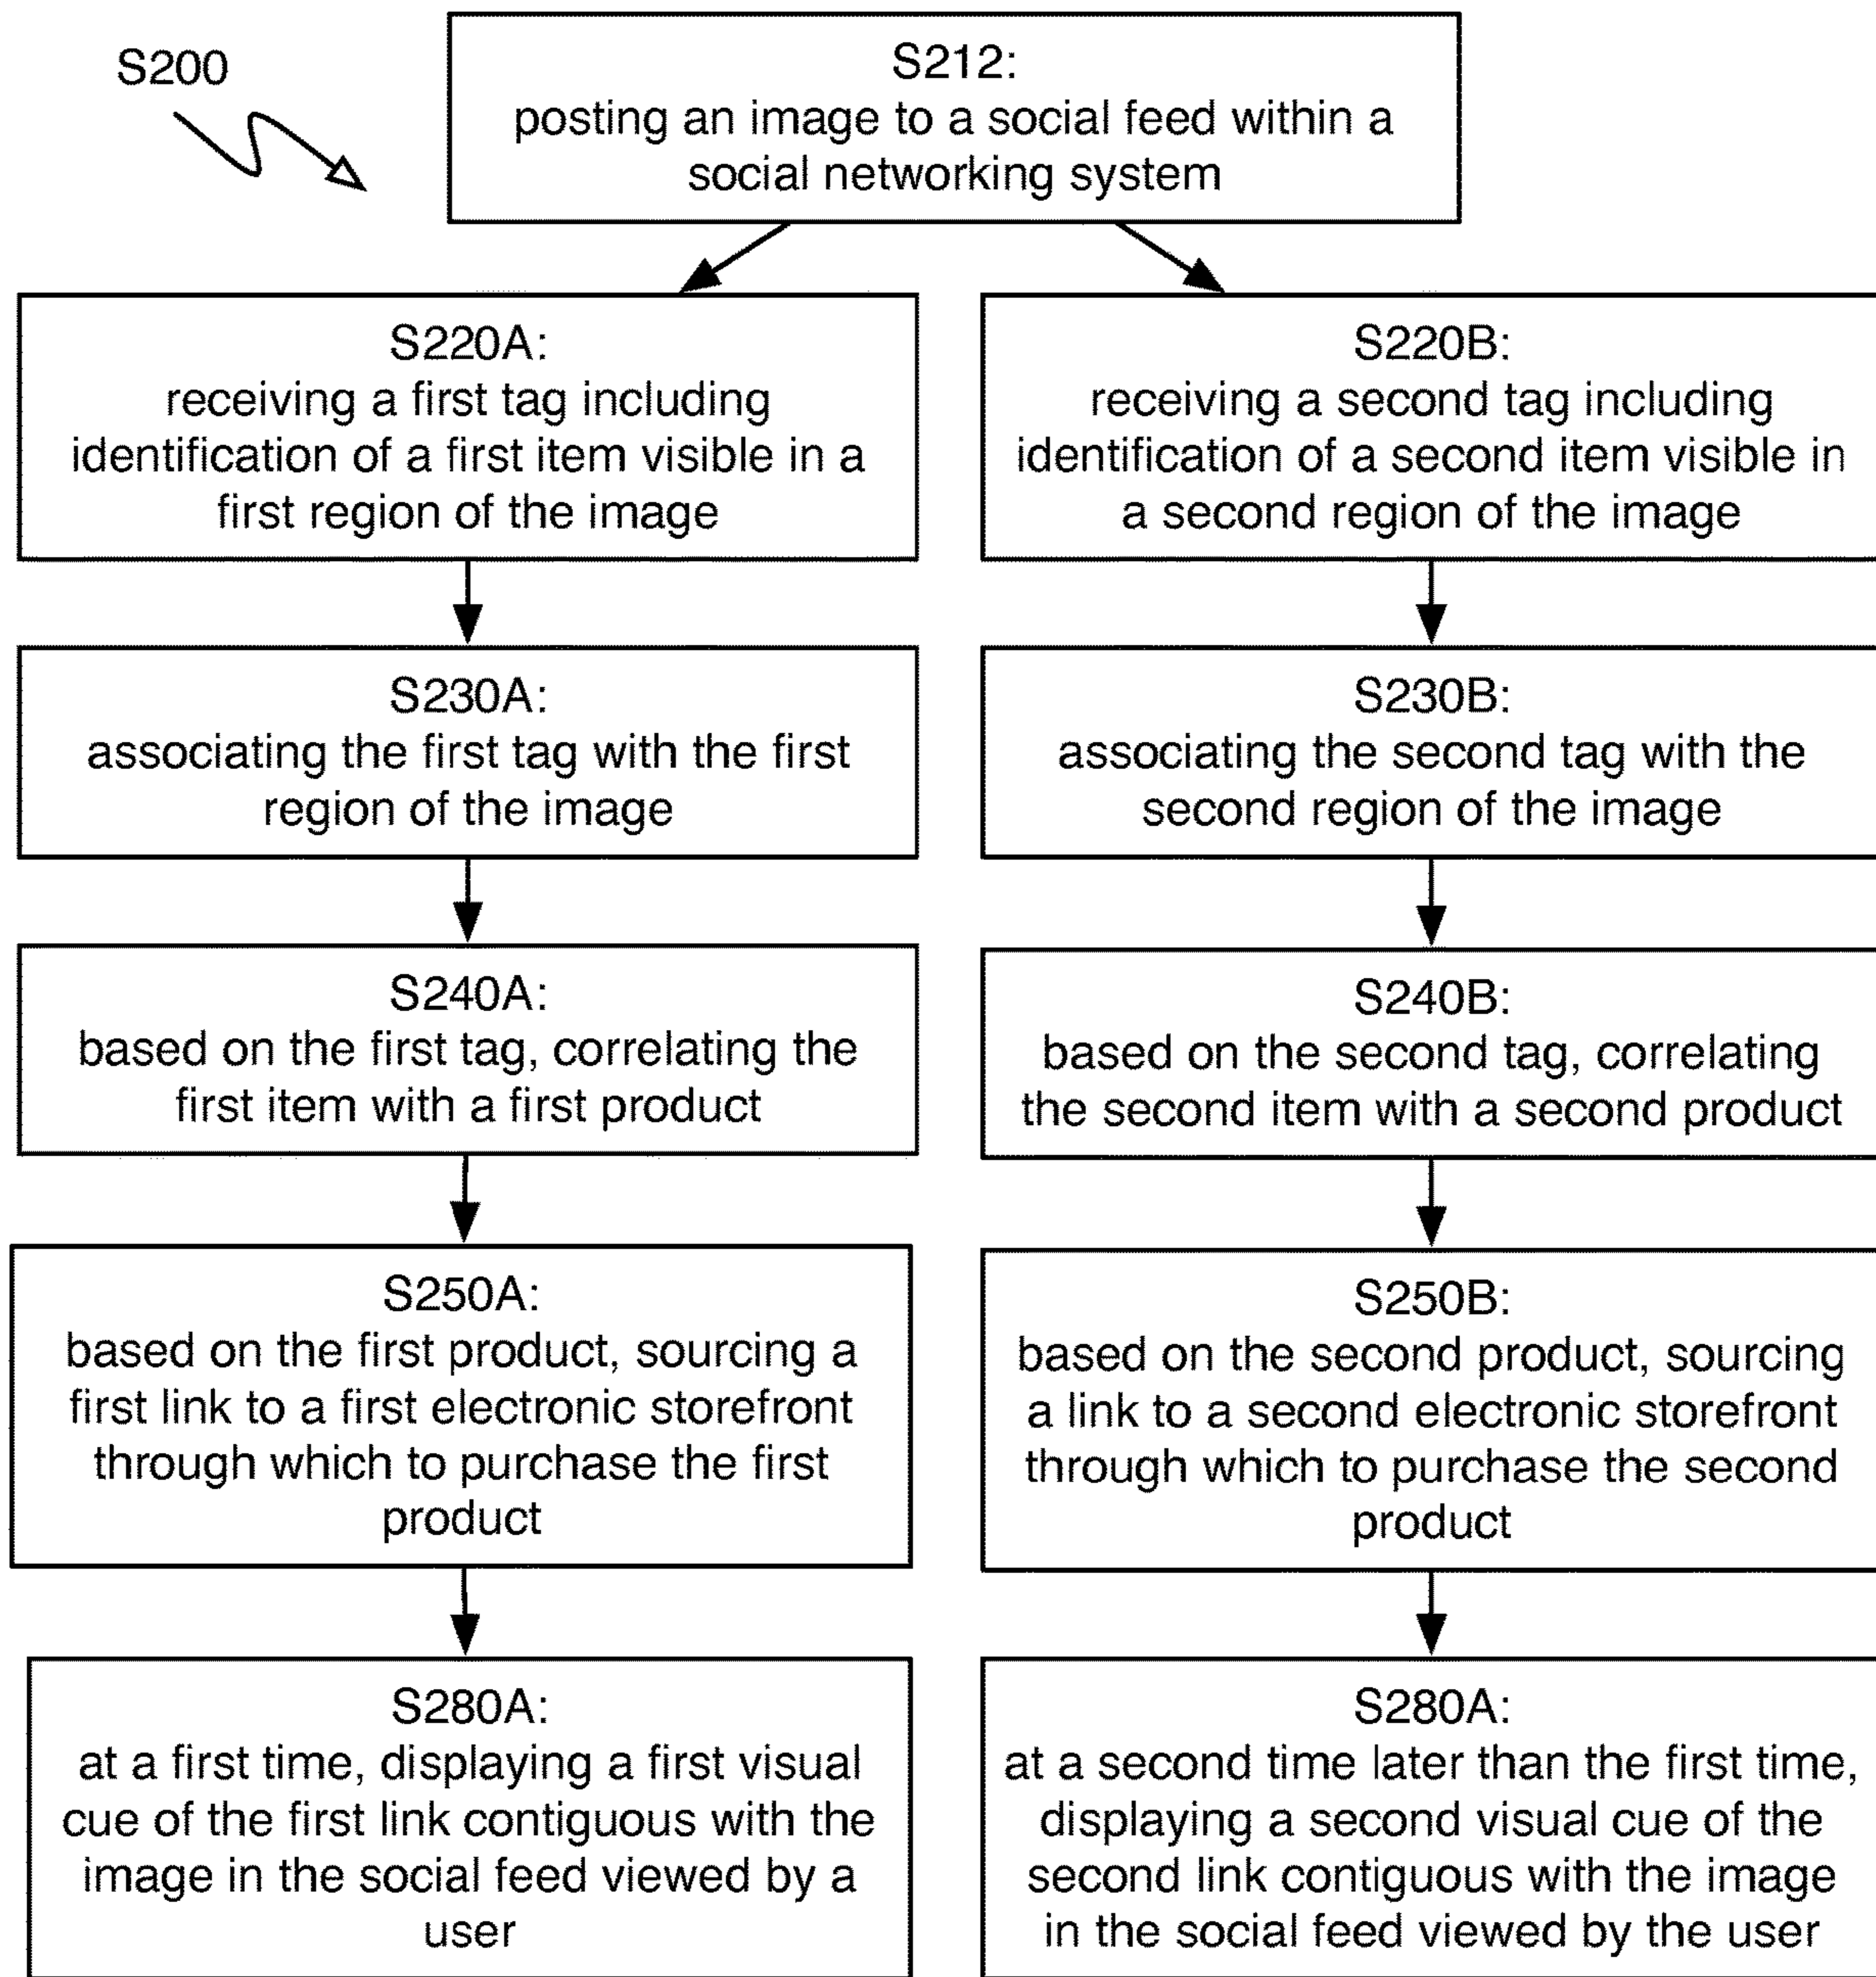 S200
S212:
posting an image to a social feed within a
social networking system
S220A:
receiving a first tag including
identification of a first item visible in a
first region of the image
S220B:
receiving a second tag including
identification of a second item visible in
a second region of the image
S230A:
associating the first tag with the first
region of the image
S230B:
associating the second tag with the
second region of the image
S240A:
based on the first tag, correlating the
first item with a first product
S240B:
based on the second tag, correlating
the second item with a second product
S250A:
based on the first product, sourcing a
first link to a first electronic storefront
through which to purchase the first
product
S250B:
based on the second product, sourcing
a link to a second electronic storefront
through which to purchase the second
product
S280A:
at a first time, displaying a first visual
cue of the first link contiguous with the
image in the social feed viewed by a
user
S280A:
at a second time later than the first time,
displaying a second visual cue of the
second link contiguous with the image
in the social feed viewed by the user